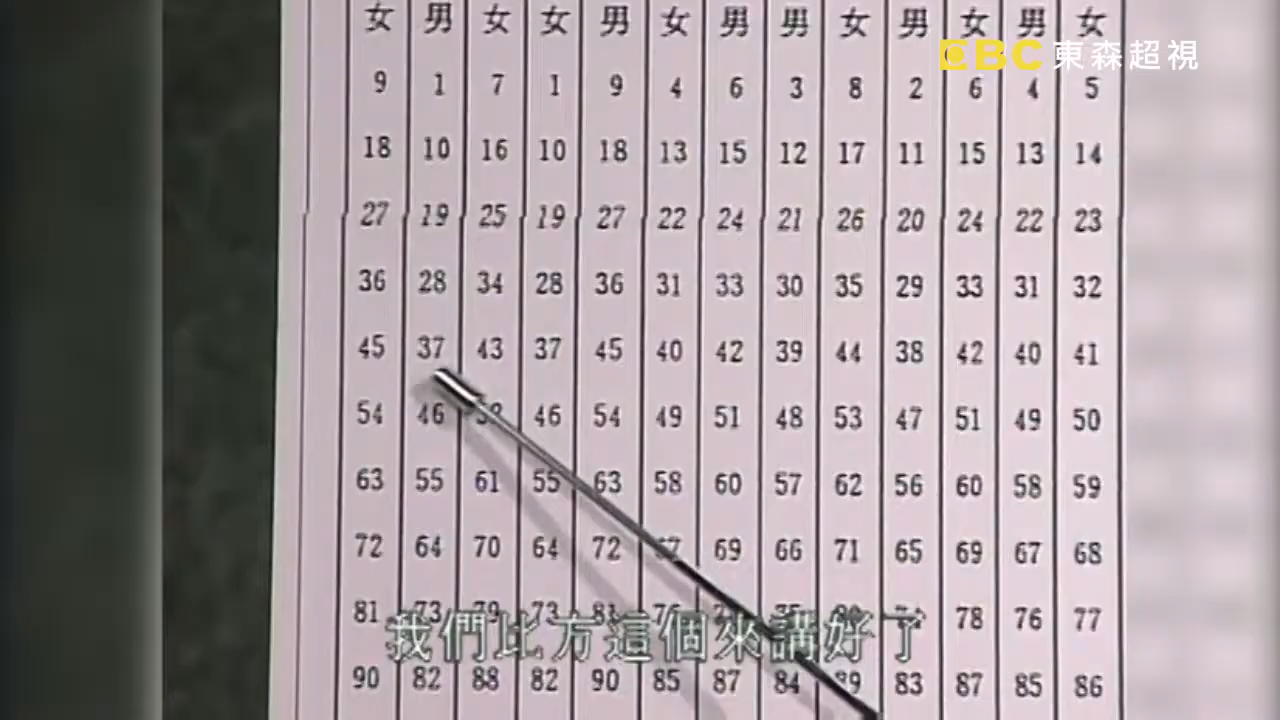 女 男 女 女 男 女 男 男 女 男 女 男 女
EBC 東森超視
9 1 7 1 9 4 6 3 8 2 6 4 5
18 10 16 10 18 13 15 12 17 11 15 13 14
27 19 25 19 27 22 24 21 26 20 24 22 23
36 28 34 28 36 31 33 30 35 29 33 31 32
45 37 43 37 45 40 42 39 44 38 42 40 41
54 46 46 54 49 51 48 53 47 51 49 50
63 55 61 55 63 58 60 57 62 56 60 58 59
72 64 70 64 72 67 69 66 71 65 69 67 68
81 73 79 73 81 76 78 76 77
我們比方這個來講好了
90 82 88 82 90 85 87 84 89 83 87 85 86